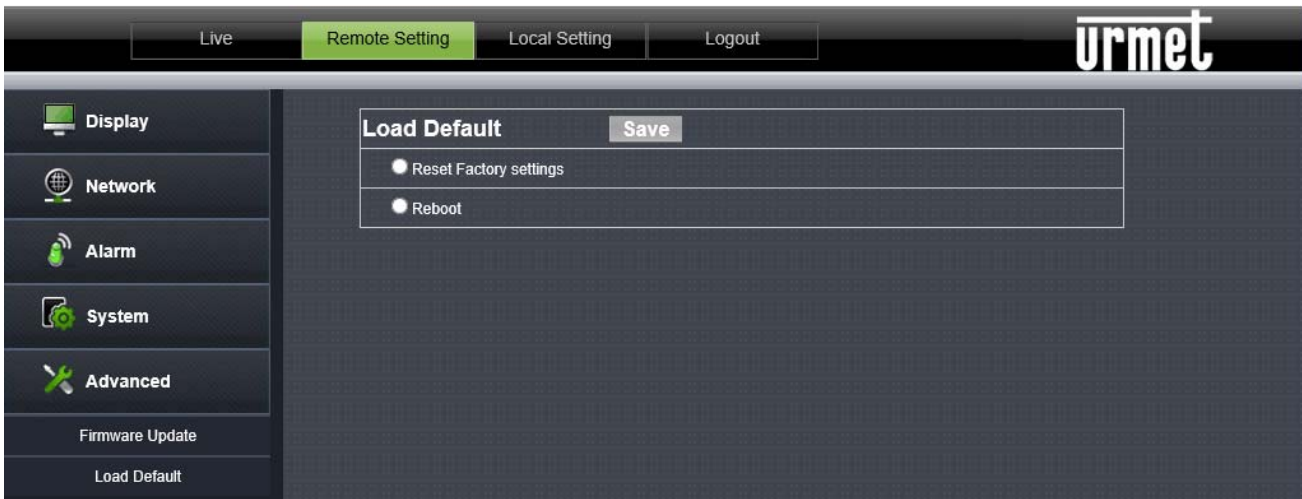 Live Remote Setting Local Setting Logout urmet
Display
Network
Alarm
System
Advanced
Firmware Update
Load Default
Load Default Save
Reset Factory settings
Reboot